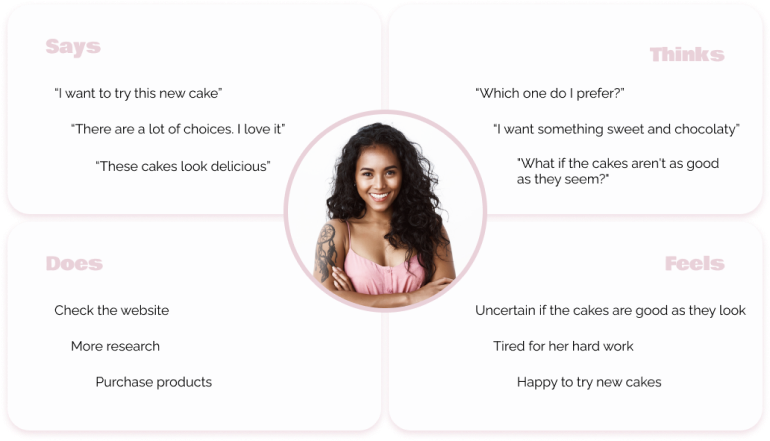 Says
“I want to try this new cake”
“There are a lot of choices. I love it”
“These cakes look delicious”
Thinks
“Which one do I prefer?”
“I want something sweet and chocolaty”
"What if the cakes aren't as good
as they seem?"
Does
Check the website
More research
Purchase products
Feels
Uncertain if the cakes are good as they look
Tired for her hard work
Happy to try new cakes